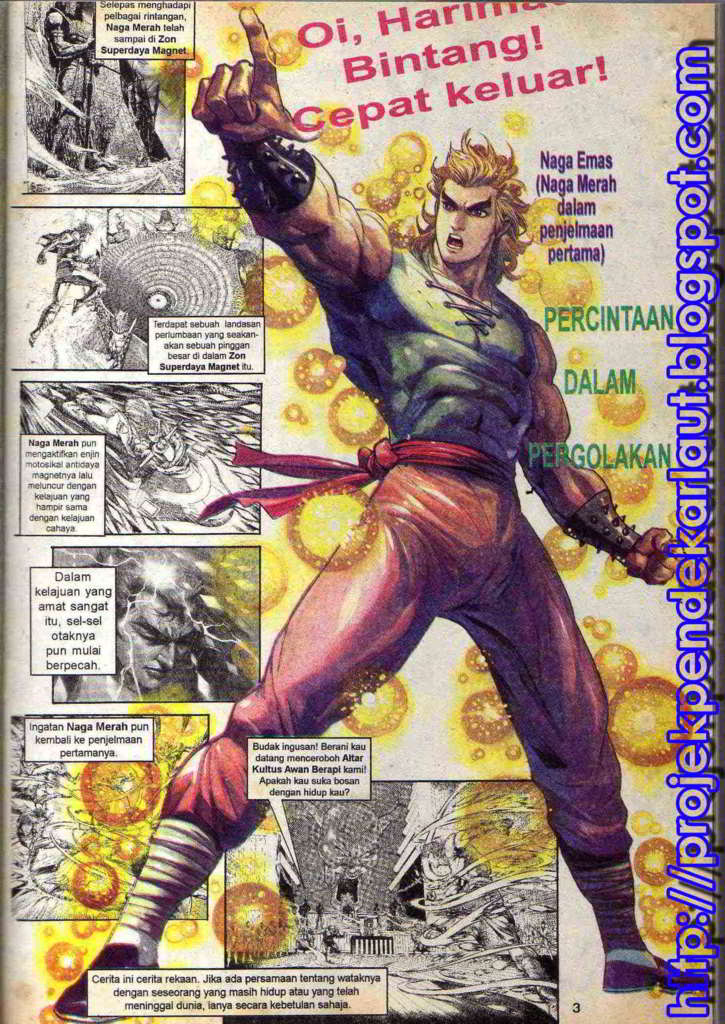 Selepas menghadapi
pelbagai rintangan,
Naga Merah telah
sampai di Zon
Superdaya Magnet.
Oi, Harimau
Bintang!
Cepat keluar!
Naga Emas
(Naga Merah
dalam
penjelmaan
pertama)
PERCINTAAN
DALAM
PERGOLAKAN
Terdapat sebuah landasan
perlumbaan yang seakan-
akan sebuah pinggan
besar di dalam Zon
Superdaya Magnet itu.
Naga Merah pun
mengaktifkan enjin
motosikal antidaya
magnetnya lalu
meluncur dengan
kelajuan yang
hampir sama
dengan kelajuan
cahaya.
Dalam
kelajuan yang
amat sangat
itu, sel-sel
otaknya
pun mulai
berpecah.
Ingatan Naga Merah pun
kembali ke penjelmaan
pertamanya.
Budak ingusan! Berani kau
datang menceroboh Altar
Kultus Awan Berapi kami!
Apakah kau suka bosan
dengan hidup kau?
Cerita ini cerita rekaan. Jika ada persamaan tentang wataknya
dengan seseorang yang masih hidup atau yang telah
meninggal dunia, ianya secara kebetulan sahaja.
3
http://projekpendekarlaut.blogspot.com